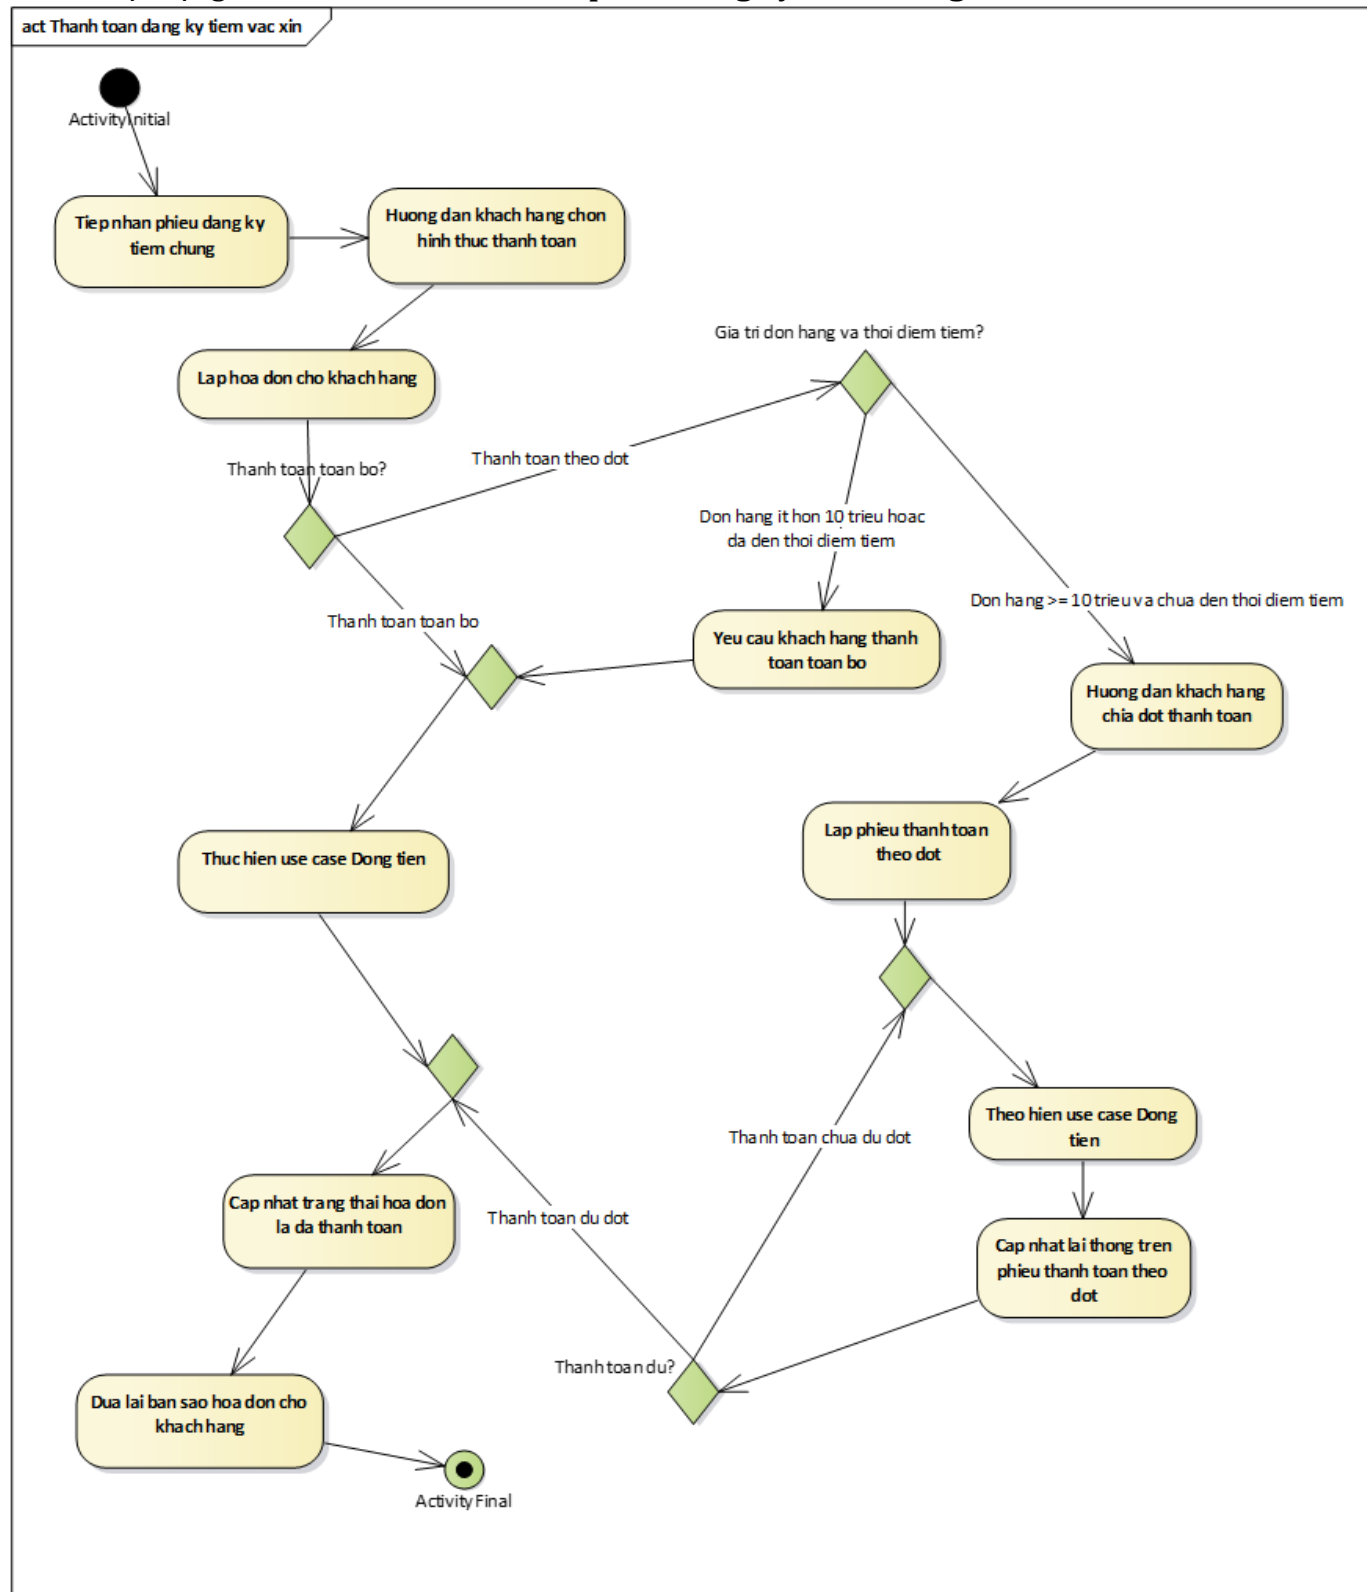 act Thanh toan dang ky tiem vac xin
ActivityInitial
Tiep nhan phieu dang ky
tiem chung
Huong dan khach hang chon
hinh thuc thanh toan
Gia tri don hang va thoi diem tiem?
Lap hoa don cho khach hang
Thanh toan toan bo?
Thanh toan theo dot
Don hang it hon 10 trieu hoac
da den thoi diem tiem
Don hang >= 10 trieu va chua den thoi diem tiem
Thanh toan toan bo
Yeu cau khach hang thanh
toan toan bo
Huong dan khach hang
chia dot thanh toan
Lap phieu thanh toan
theo dot
Thuc hien use case Dong tien
Theo hien use case Dong
tien
Thanh toan chua du dot
Cap nhat trang thai hoa don
la da thanh toan
Thanh toan du dot
Cap nhat lai thong tren
phieu thanh toan theo
dot
Thanh toan du?
Dua lai ban sao hoa don cho
khach hang
ActivityFinal